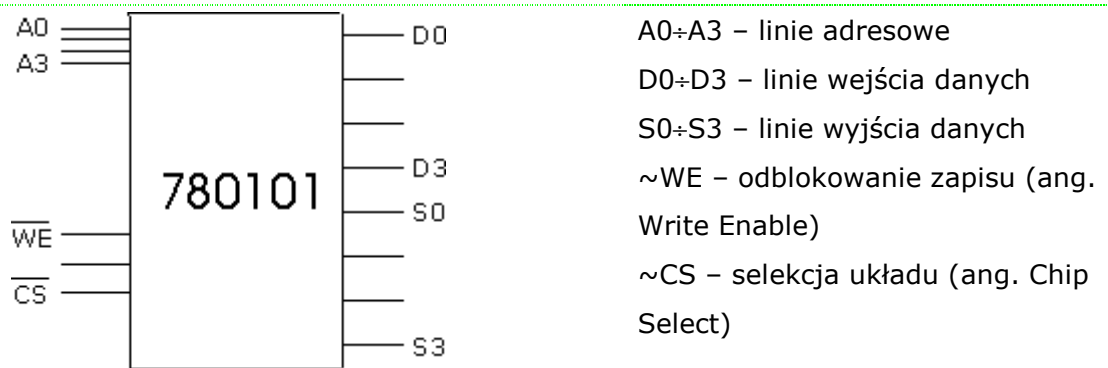 A0
A3
WE
CS
780101
D0
D3
S0
S3
A0÷A3 – linie adresowe
D0÷D3 – linie wejścia danych
S0÷S3 – linie wyjścia danych
~WE – odblokowanie zapisu (ang.
Write Enable)
~CS – selekcja układu (ang. Chip
Select)